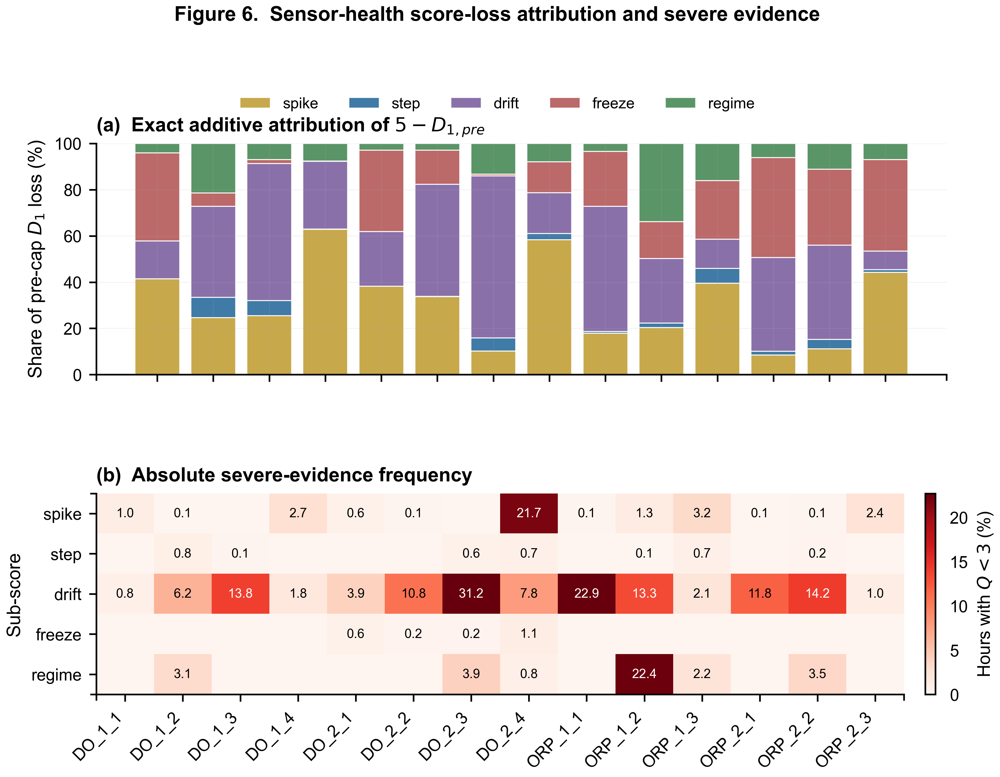 Figure 6. Sensor-health score-loss attribution and severe evidence
spike step drift freeze regime
(a) Exact additive attribution of 5 − D1,pre
Share of pre-cap D1 loss (%)
100
80
60
40
20
0
(b) Absolute severe-evidence frequency
Sub-score
spike 1.0 0.1 2.7 0.6 0.1 21.7 0.1 1.3 3.2 0.1 0.1 2.4
step 0.8 0.1 0.6 0.7 0.1 0.7 0.2
drift 0.8 6.2 13.8 1.8 3.9 10.8 31.2 7.8 22.9 13.3 2.1 11.8 14.2 1.0
freeze 0.6 0.2 0.2 1.1
regime 3.1 3.9 0.8 22.4 2.2 3.5
DO_1_1 DO_1_2 DO_1_3 DO_1_4 DO_2_1 DO_2_2 DO_2_3 DO_2_4 ORP_1_1 ORP_1_2 ORP_1_3 ORP_2_1 ORP_2_2 ORP_2_3
20
15
10
5
0
Hours with Q < 3 (%)